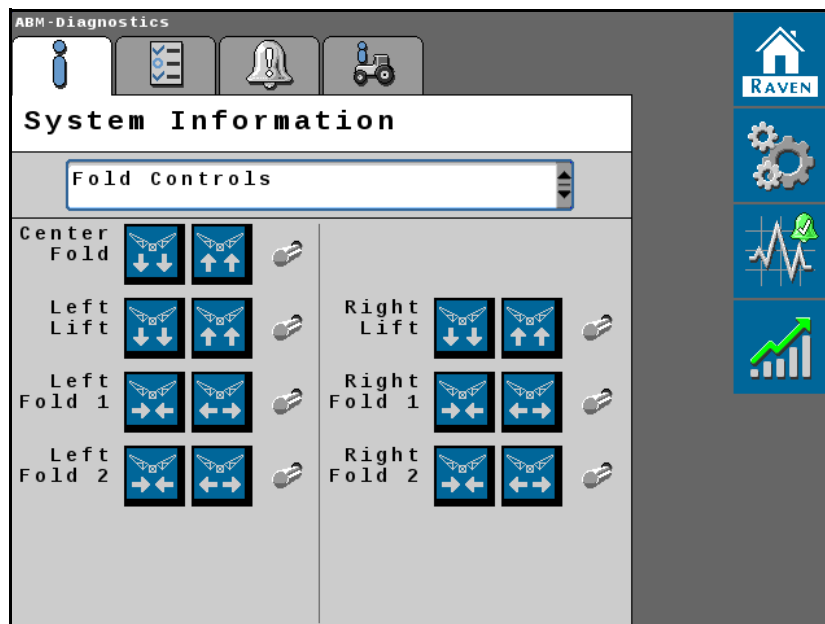 ABM-Diagnostics
RAVEN
System Information
Fold Controls
Center
Fold
Left
Lift
Right
Lift
Left
Fold 1
Right
Fold 1
Left
Fold 2
Right
Fold 2